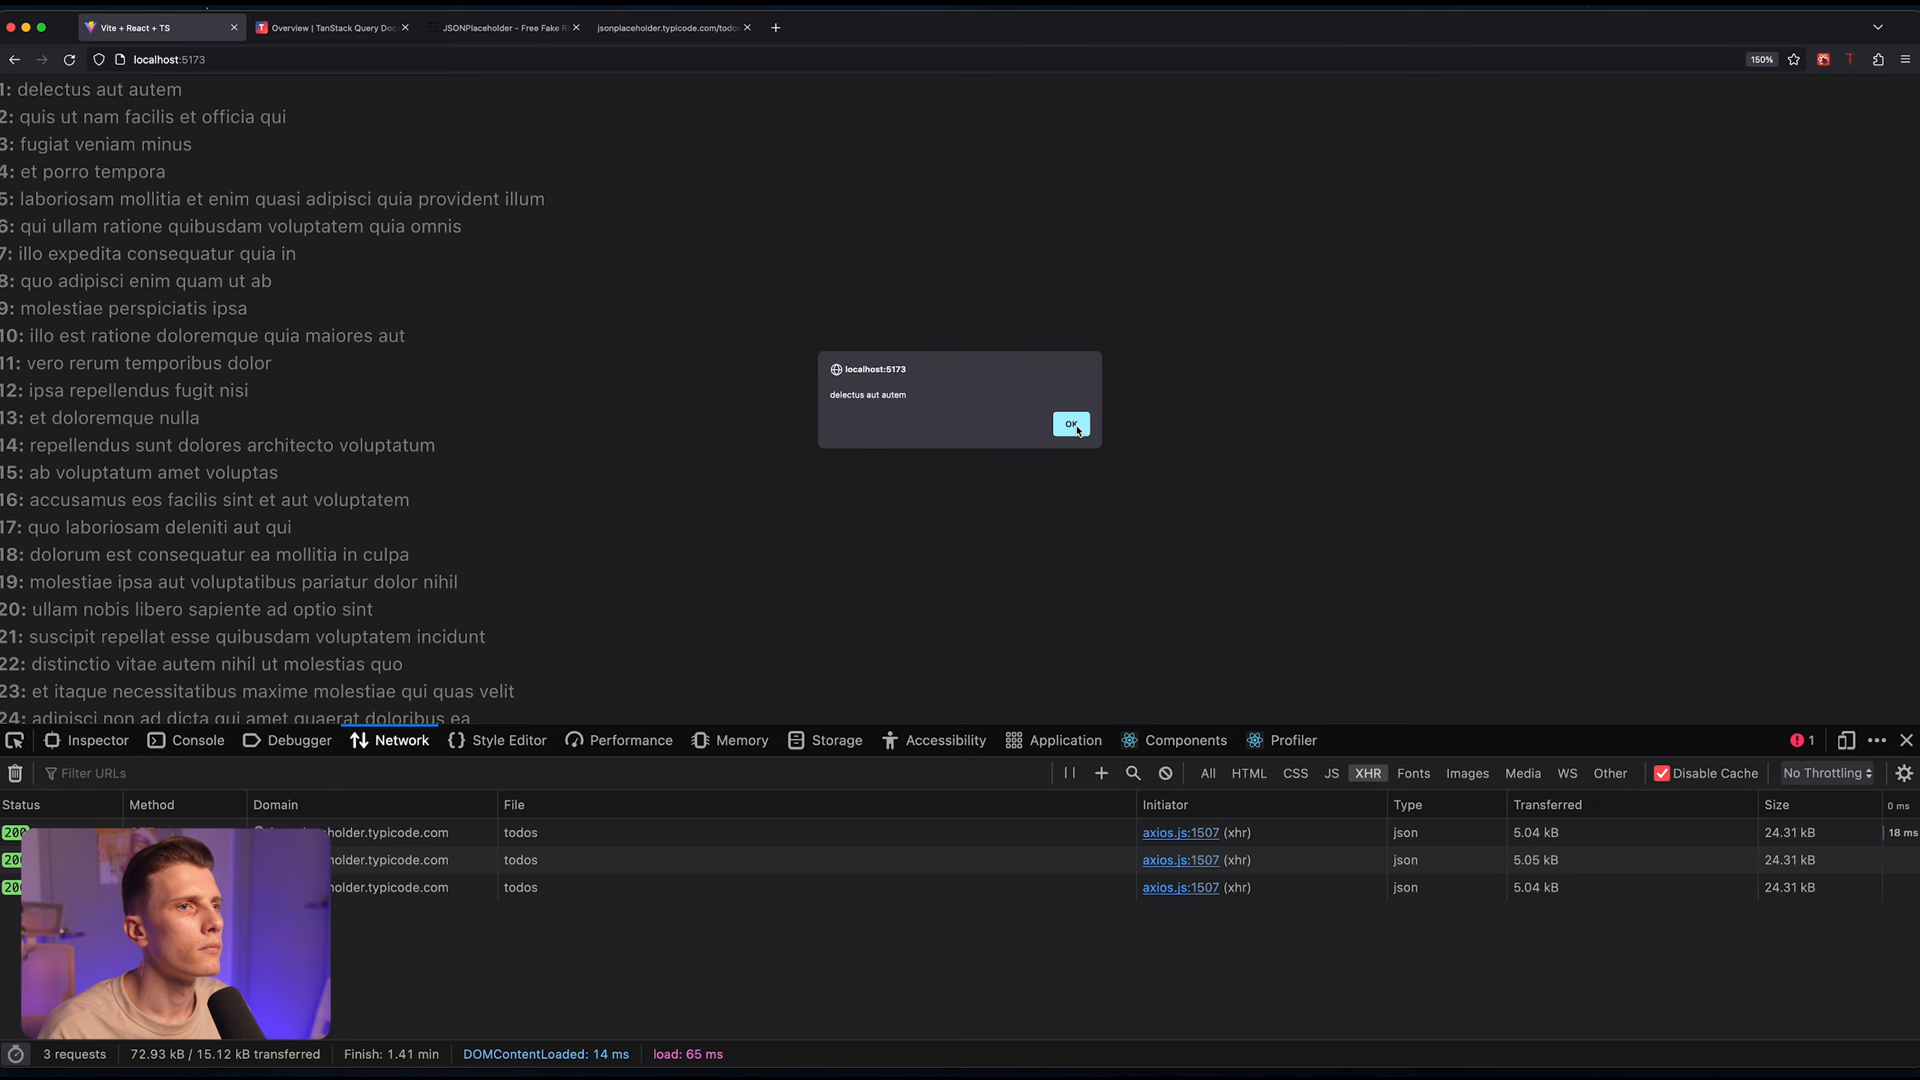 Vite + React + TS
Overview | TanStack Query Doc
JSONPlaceholder - Free Fake R
jsonplaceholder.typicode.com/todo
localhost:5173
150%
1: delectus aut autem
2: quis ut nam facilis et officia qui
3: fugiat veniam minus
4: et porro tempora
5: laboriosam mollitia et enim quasi adipisci quia provident illum
6: qui ullam ratione quibusdam voluptatem quia omnis
7: illo expedita consequatur quia in
8: quo adipisci enim quam ut ab
9: molestiae perspiciatis ipsa
10: illo est ratione doloremque quia maiores aut
11: vero rerum temporibus dolor
12: ipsa repellendus fugit nisi
13: et doloremque nulla
14: repellendus sunt dolores architecto voluptatum
15: ab voluptatum amet voluptas
16: accusamus eos facilis sint et aut voluptatem
17: quo laboriosam deleniti aut qui
18: dolorum est consequatur ea mollitia in culpa
19: molestiae ipsa aut voluptatibus pariatur dolor nihil
20: ullam nobis libero sapiente ad optio sint
21: suscipit repellat esse quibusdam voluptatem incidunt
22: distinctio vitae autem nihil ut molestias quo
23: et itaque necessitatibus maxime molestiae qui quas velit
24: adipisci non ad dicta qui amet quaerat doloribus ea
localhost:5173
delectus aut autem
OK
Inspector Console Debugger Network Style Editor Performance Memory Storage Accessibility Application Components Profiler 1
Filter URLs All HTML CSS JS XHR Fonts Images Media WS Other Disable Cache No Throttling
Status Method Domain File Initiator Type Transferred Size 0 ms
200 holder.typicode.com todos axios.js:1507 (xhr) json 5.04 kB 24.31 kB 18 ms
200 holder.typicode.com todos axios.js:1507 (xhr) json 5.05 kB 24.31 kB
200 holder.typicode.com todos axios.js:1507 (xhr) json 5.04 kB 24.31 kB
3 requests 72.93 kB / 15.12 kB transferred Finish: 1.41 min DOMContentLoaded: 14 ms load: 65 ms